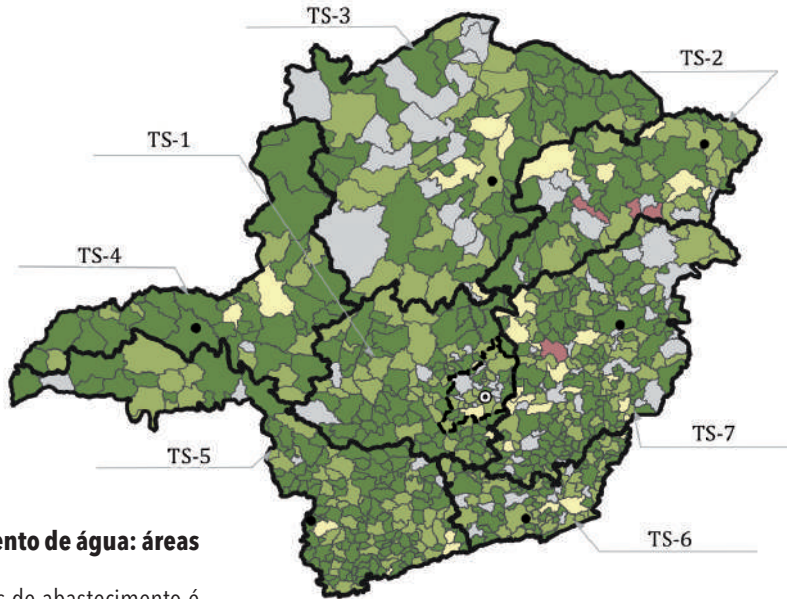 TS-3
TS-2
TS-1
TS-4
TS-5
TS-7
TS-6
ento de água: áreas
s de abastecimento é